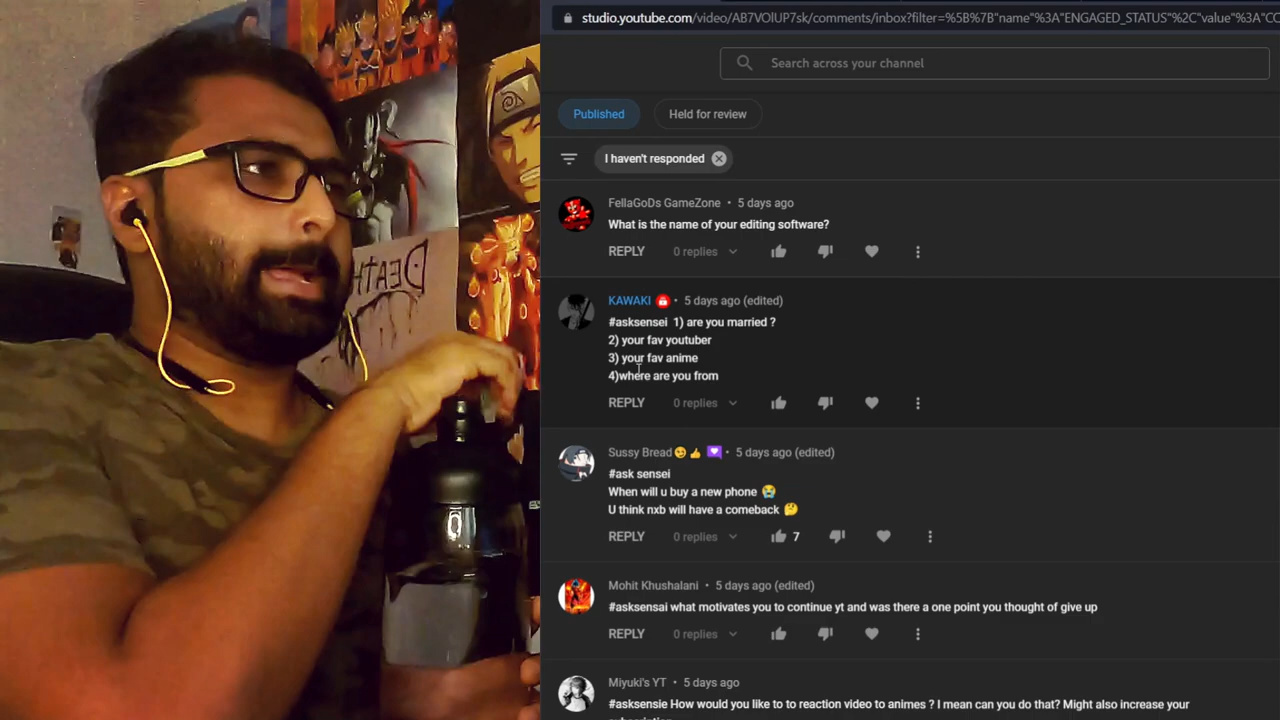 studio.youtube.com/video/AB7VOlUP7sk/comments/inbox?filter=%5B%7B"name"%3A"ENGAGED_STATUS"%2C"value"%3A"CC
Search across your channel
Published Held for review
I haven't responded
FellaGoDs GameZone • 5 days ago
What is the name of your editing software?
REPLY 0 replies
KAWAKI • 5 days ago (edited)
#asksensei 1) are you married ?
2) your fav youtuber
3) your fav anime
4)where are you from
REPLY 0 replies
Sussy Bread😏👍 • 5 days ago (edited)
#ask sensei
When will u buy a new phone 😭
U think nxb will have a comeback 🤔
REPLY 0 replies 7
Mohit Khushalani • 5 days ago (edited)
#asksensai what motivates you to continue yt and was there a one point you thought of give up
REPLY 0 replies
Miyuki's YT • 5 days ago
#asksensie How would you like to to reaction video to animes ? I mean can you do that? Might also increase your
DEATH